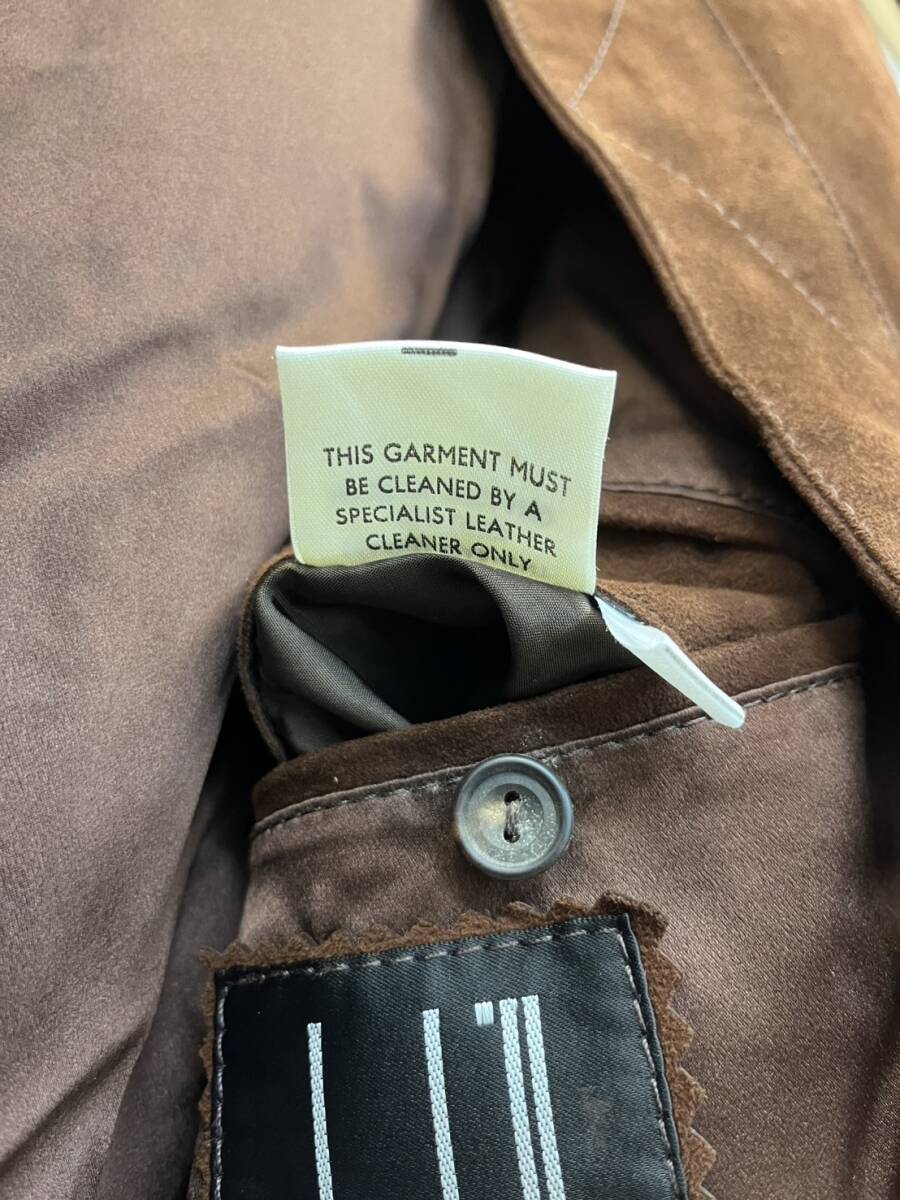 THIS GARMENT MUST
BE CLEANED BY A
SPECIALIST LEATHER
CLEANER ONLY